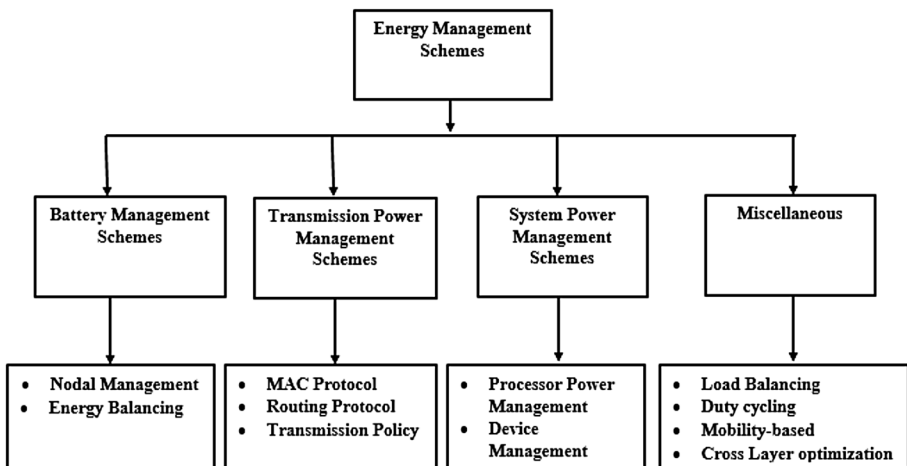 Energy Management
Schemes
Battery Management
Schemes
Transmission Power
Management
Schemes
System Power
Management
Schemes
Miscellaneous
• Nodal Management
• Energy Balancing
• MAC Protocol
• Routing Protocol
• Transmission Policy
• Processor Power
Management
• Device
Management
• Load Balancing
• Duty cycling
• Mobility-based
• Cross Layer optimization